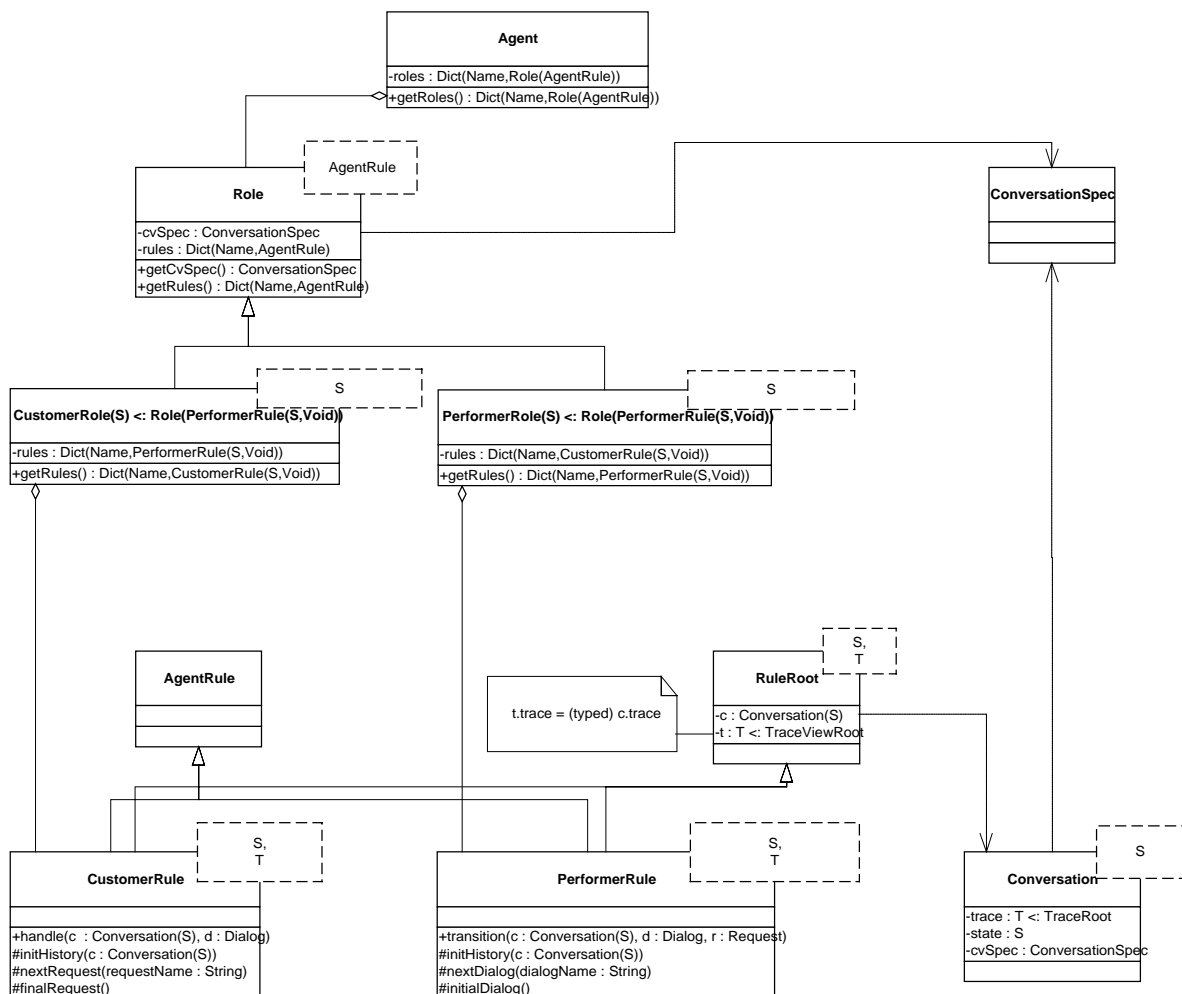 Agent
-roles : Dict(Name,Role(AgentRule))
+getRoles() : Dict(Name,Role(AgentRule))
AgentRule
Role
-cvSpec : ConversationSpec
-rules : Dict(Name,AgentRule)
+getCvSpec() : ConversationSpec
+getRules() : Dict(Name,AgentRule)
ConversationSpec
S
CustomerRole(S) <: Role(PerformerRule(S,Void))
-rules : Dict(Name,PerformerRule(S,Void))
+getRules() : Dict(Name,CustomerRule(S,Void))
S
PerformerRole(S) <: Role(PerformerRule(S,Void))
-rules : Dict(Name,CustomerRule(S,Void))
+getRules() : Dict(Name,PerformerRule(S,Void))
AgentRule
t.trace = (typed) c.trace
S,
T
RuleRoot
-c : Conversation(S)
-t : T <: TraceViewRoot
S,
T
CustomerRule
+handle(c : Conversation(S), d : Dialog)
#initHistory(c : Conversation(S))
#nextRequest(requestName : String)
#finalRequest()
S,
T
PerformerRule
+transition(c : Conversation(S), d : Dialog, r : Request)
#initHistory(c : Conversation(S))
#nextDialog(dialogName : String)
#initialDialog()
S
Conversation
-trace : T <: TraceRoot
-state : S
-cvSpec : ConversationSpec